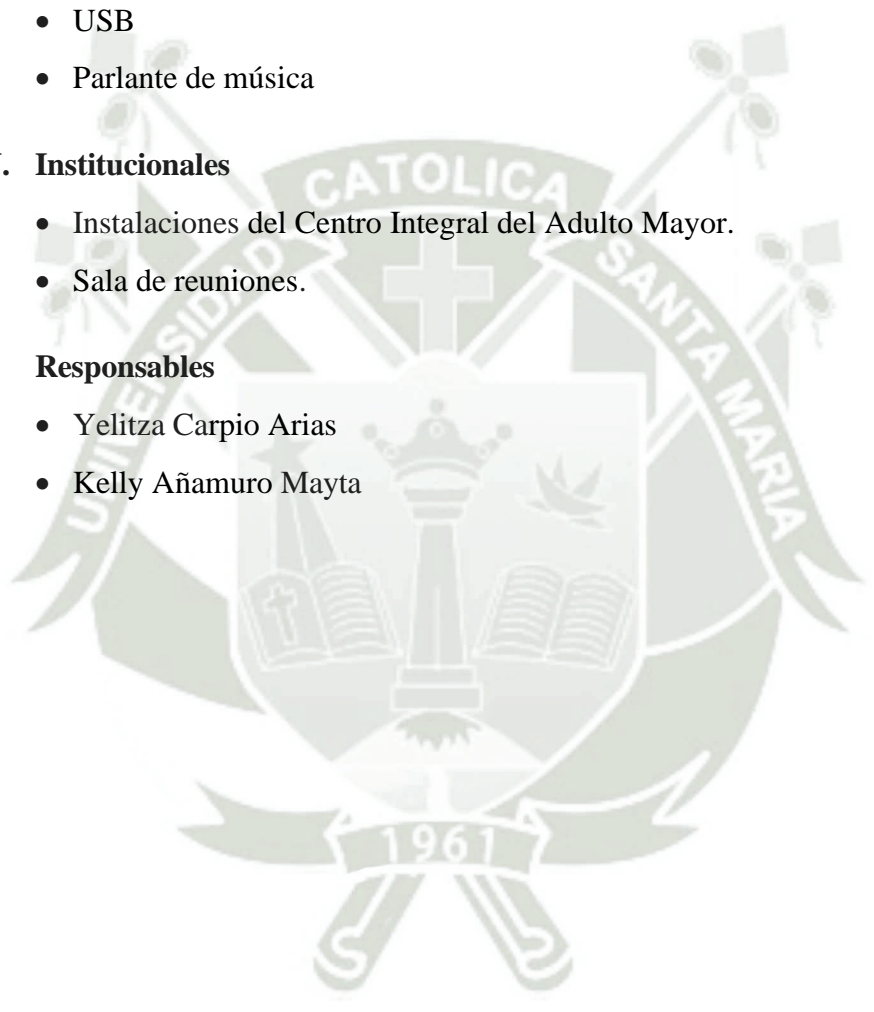 • USB
• Parlante de música
. Institucionales
• Instalaciones del Centro Integral del Adulto Mayor.
• Sala de reuniones.
Responsables
• Yelitza Carpio Arias
• Kelly Añamuro Mayta
UNIVERSIDAD CATOLICA SANTA MARIA
1961